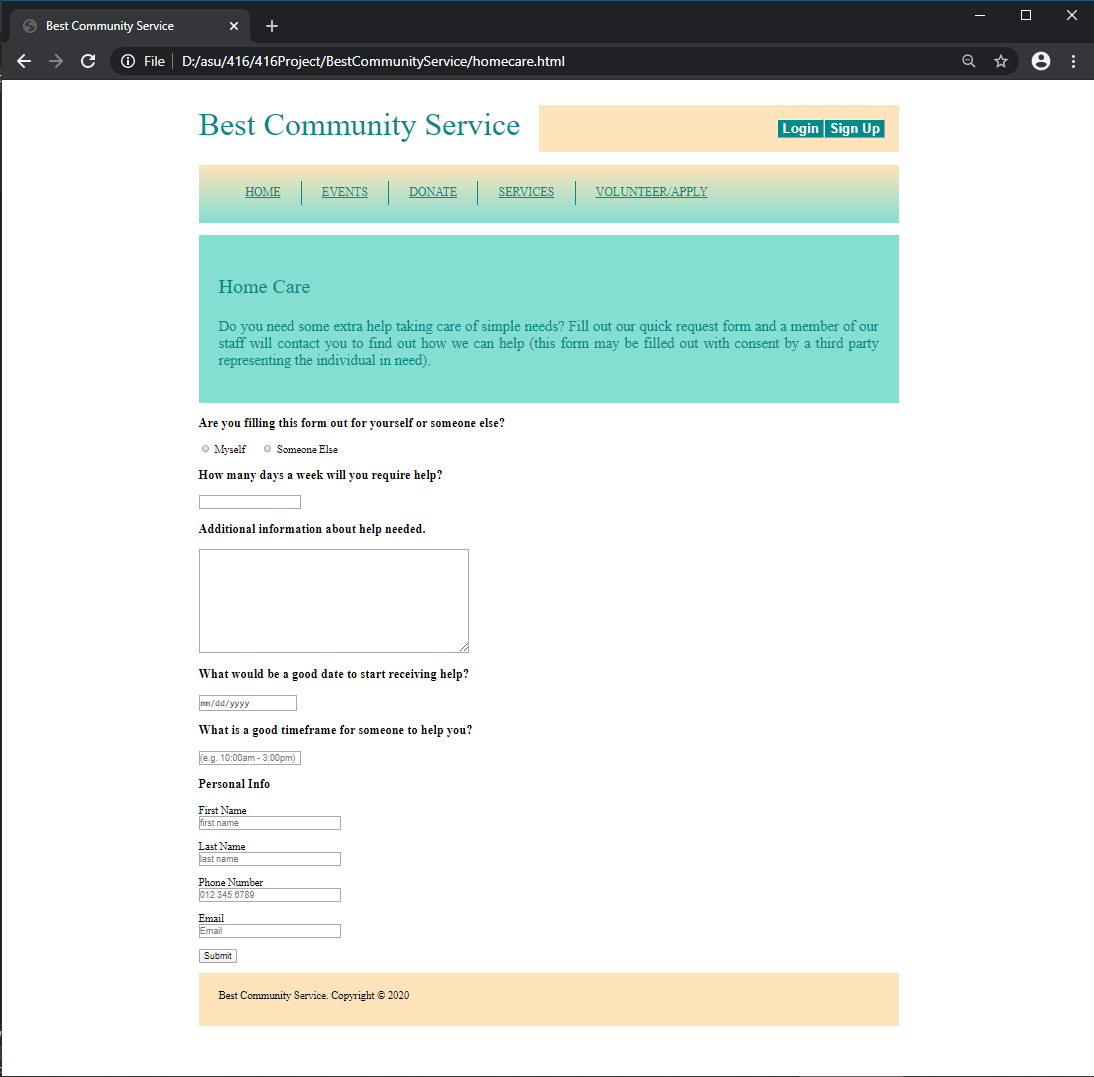 Best Community Service
File
D:/asu/416/416Project/BestCommunityService/homecare.html
Best Community Service
Login Sign Up
HOME EVENTS DONATE SERVICES VOLUNTEER/APPLY
Home Care
Do you need some extra help taking care of simple needs? Fill out our quick request form and a member of our
staff will contact you to find out how we can help (this form may be filled out with consent by a third party
representing the individual in need).
Are you filling this form out for yourself or someone else?
Myself Someone Else
How many days a week will you require help?
Additional information about help needed.
What would be a good date to start receiving help?
mm/dd/yyyy
What is a good timeframe for someone to help you?
(e.g. 10:00am - 3:00pm)
Personal Info
First Name
first name
Last Name
last name
Phone Number
012 345 6789
Email
Email
Submit
Best Community Service. Copyright © 2020